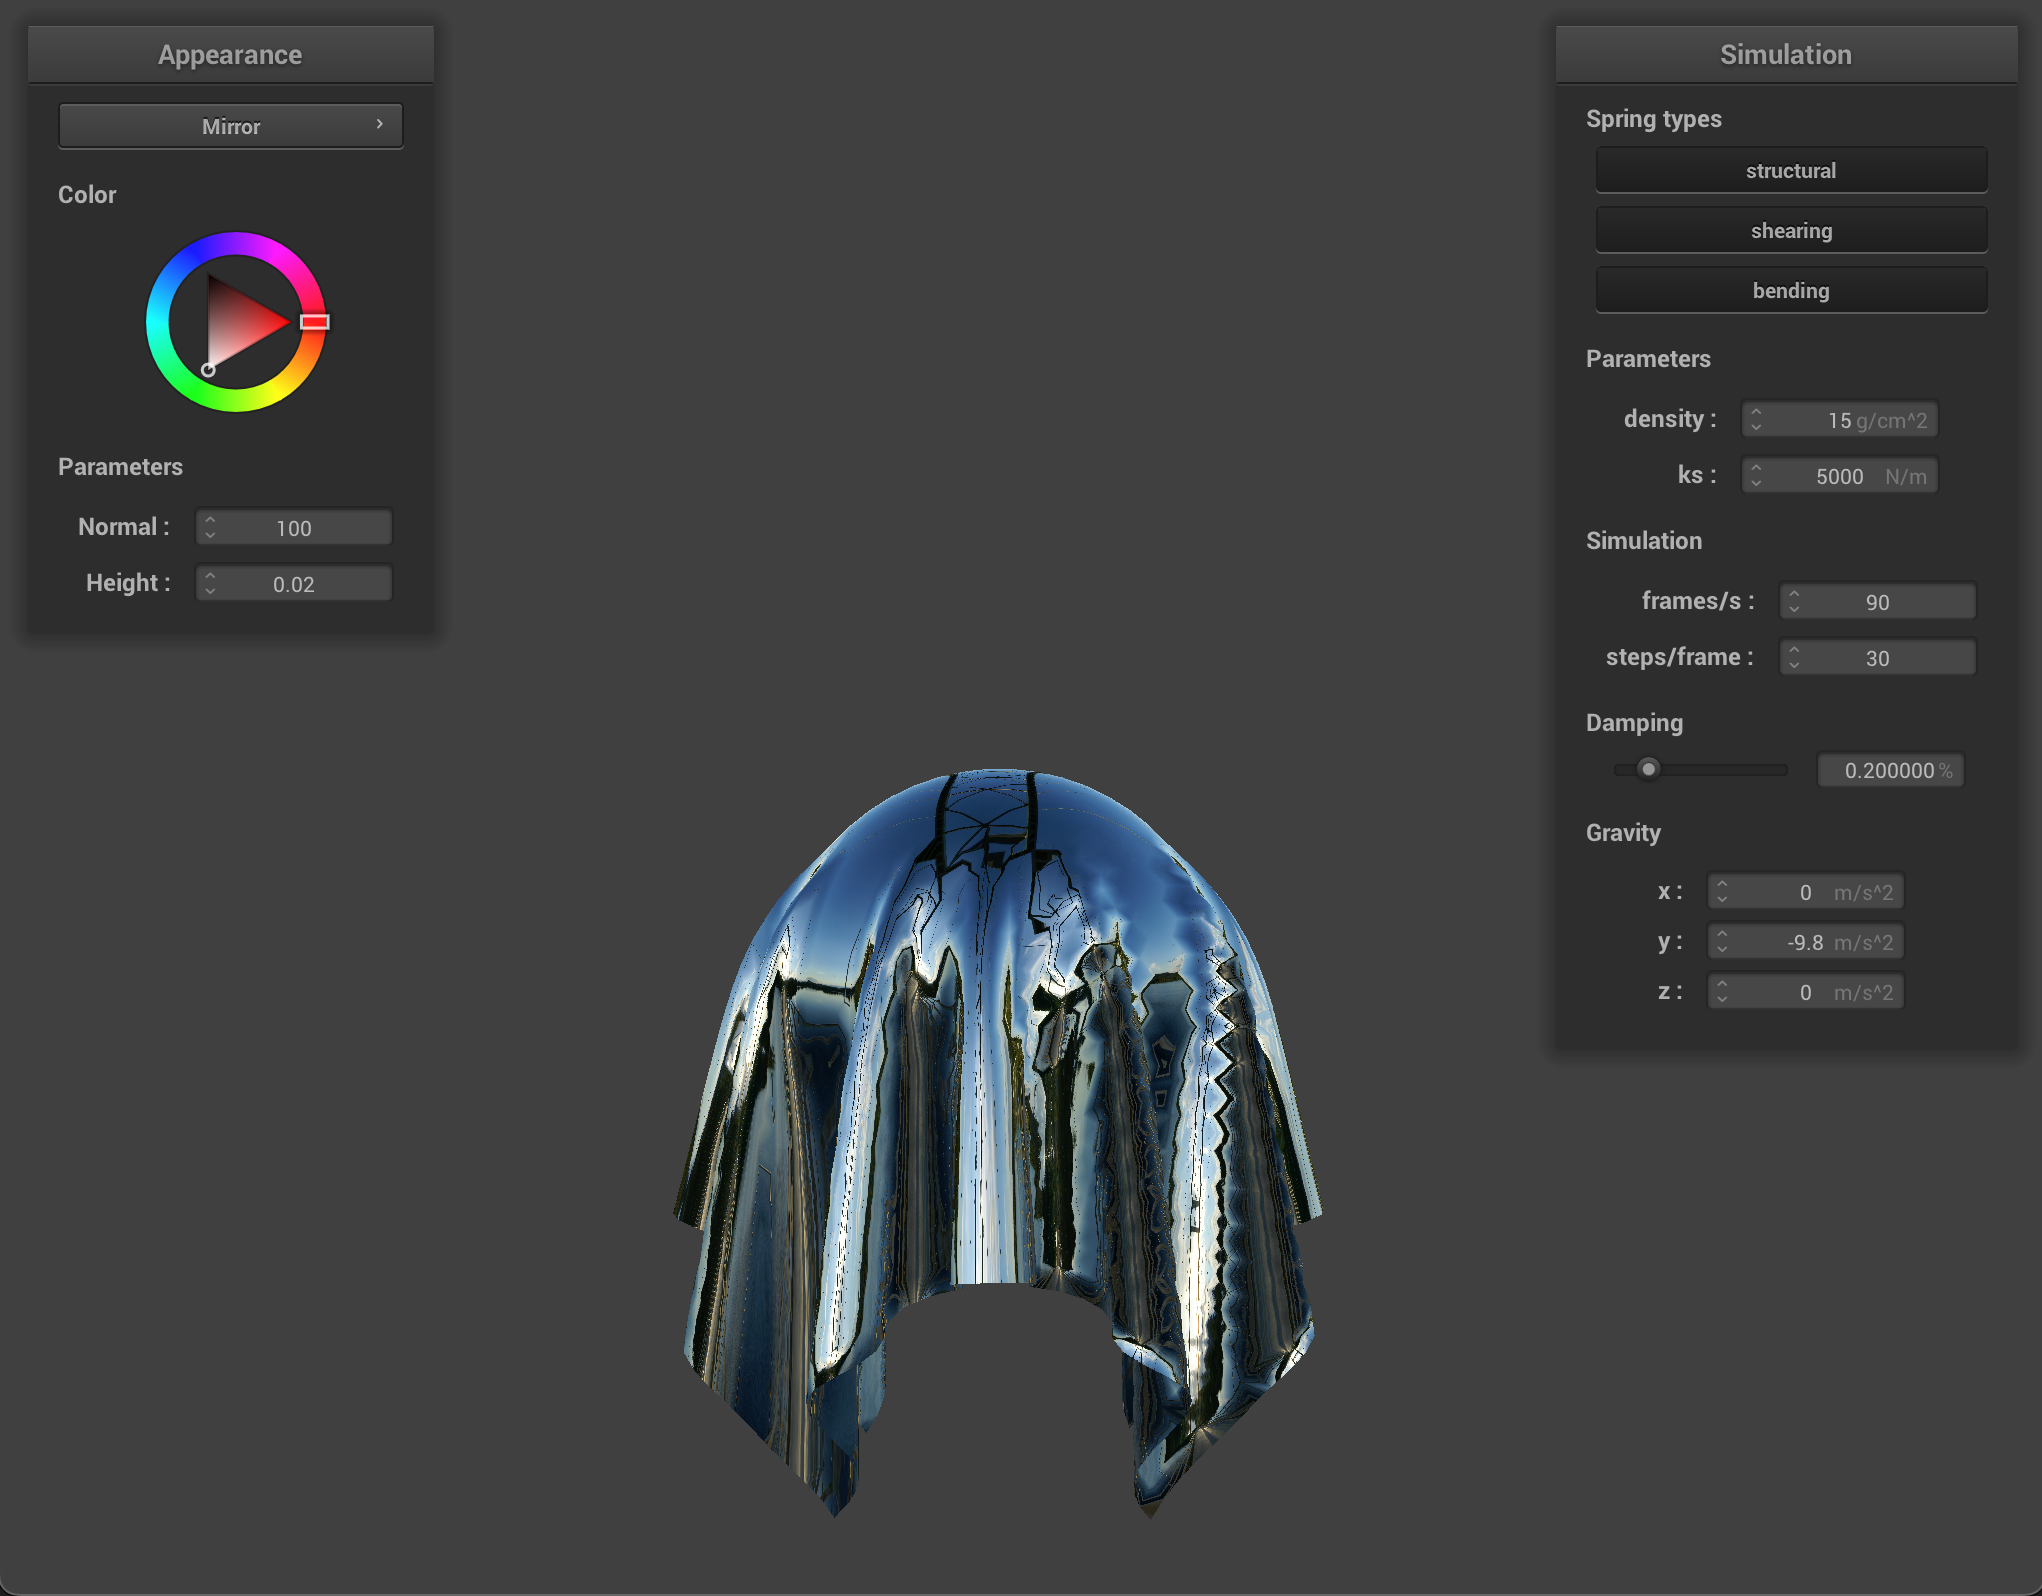 Appearance
Mirror
Color
Parameters
Normal : 100
Height : 0.02
Simulation
Spring types
structural
shearing
bending
Parameters
density : 15 g/cm^2
ks : 5000 N/m
Simulation
frames/s : 90
steps/frame : 30
Damping
0.200000 %
Gravity
x : 0 m/s^2
y : -9.8 m/s^2
z : 0 m/s^2